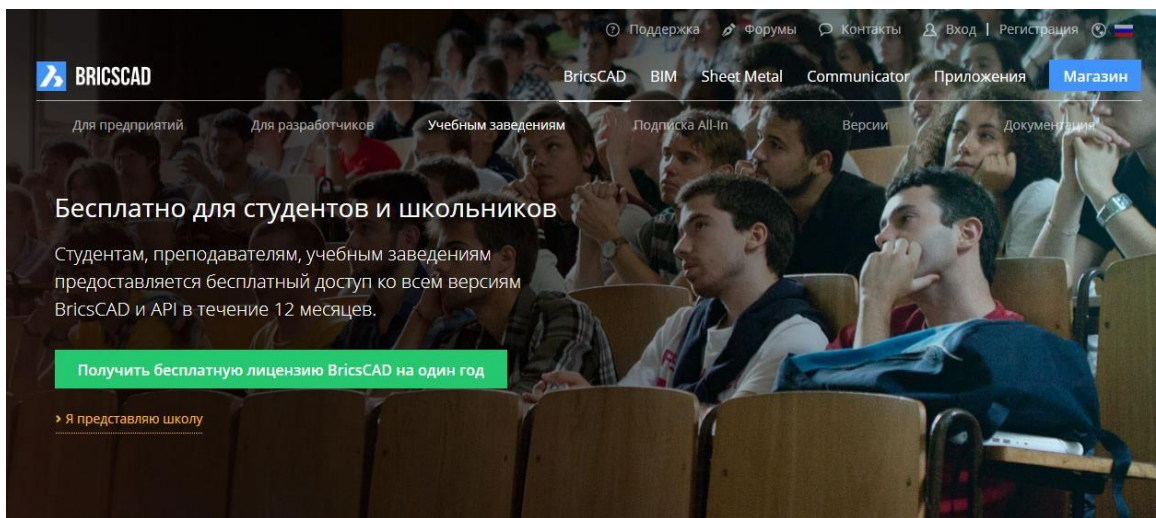 Поддержка Форумы Контакты Вход | Регистрация
BRICSCAD
BricsCAD BIM Sheet Metal Communicator Приложения Магазин
Для предприятий Для разработчиков Учебным заведениям Подписка All-In Версии Документация
Бесплатно для студентов и школьников
Студентам, преподавателям, учебным заведениям
предоставляется бесплатный доступ ко всем версиям
BricsCAD и API в течение 12 месяцев.
Получить бесплатную лицензию BricsCAD на один год
› Я представляю школу